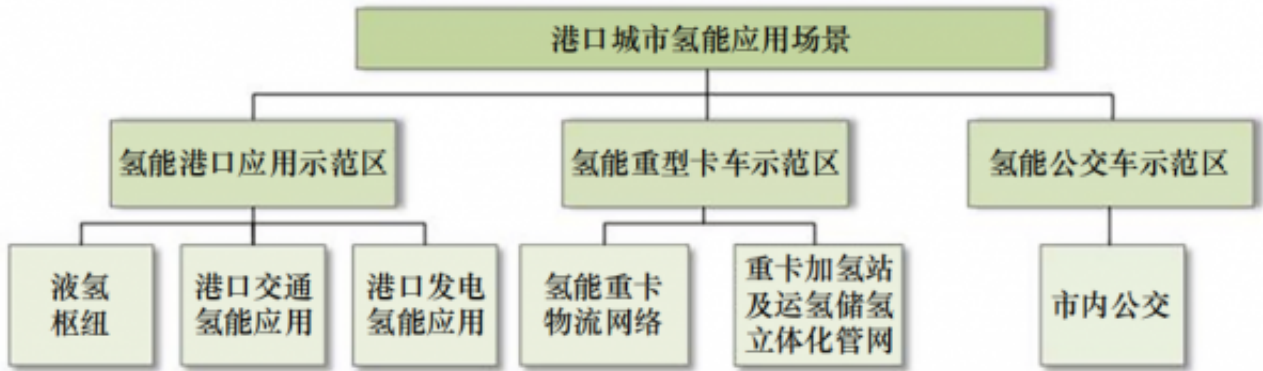 港口城市氢能应用场景
氢能港口应用示范区
氢能重型卡车示范区
氢能公交车示范区
液氢
枢纽
港口交通
氢能应用
港口发电
氢能应用
氢能重卡
物流网络
重卡加氢站
及运氢储氢
立体化管网
市内公交